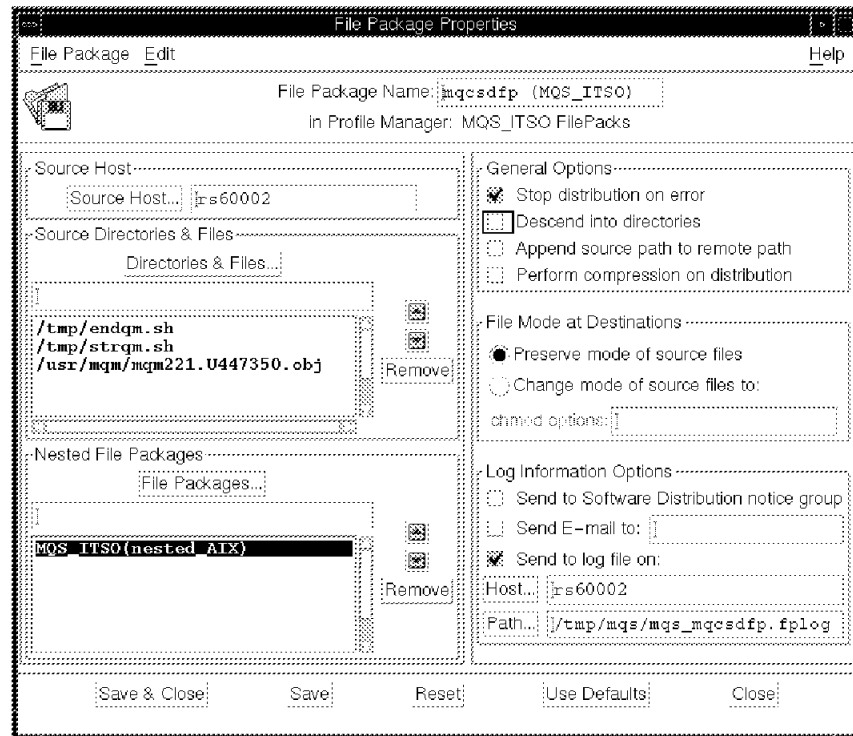 File Package Properties
File Package Edit Help
File Package Name: mqcsdfp (MQS_ITSO)
in Profile Manager: MQS_ITSO FilePacks
Source Host
Source Host... rs60002
Source Directories & Files
Directories & Files...
/tmp/endqm.sh
/tmp/strqm.sh
/usr/mqm/mqm221.U447350.obj
Remove
Nested File Packages
File Packages...
MQS_ITSO(nested_AIX)
Remove
General Options
Stop distribution on error
Descend into directories
Append source path to remote path
Perform compression on distribution
File Mode at Destinations
Preserve mode of source files
Change mode of source files to:
chmod options:
Log Information Options
Send to Software Distribution notice group
Send E-mail to:
Send to log file on:
Host... rs60002
Path... /tmp/mqs/mqs_mqcsdfp.fplog
Save & Close Save Reset Use Defaults Close